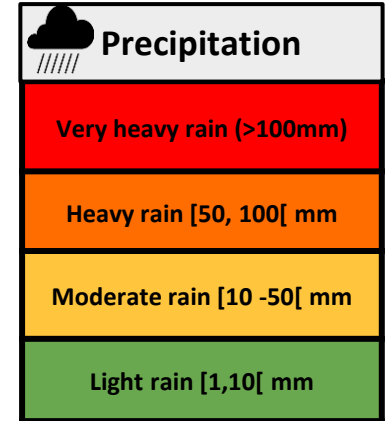 Precipitation
Very heavy rain (>100mm)
Heavy rain [50, 100[ mm
Moderate rain [10 -50[ mm
Light rain [1,10[ mm